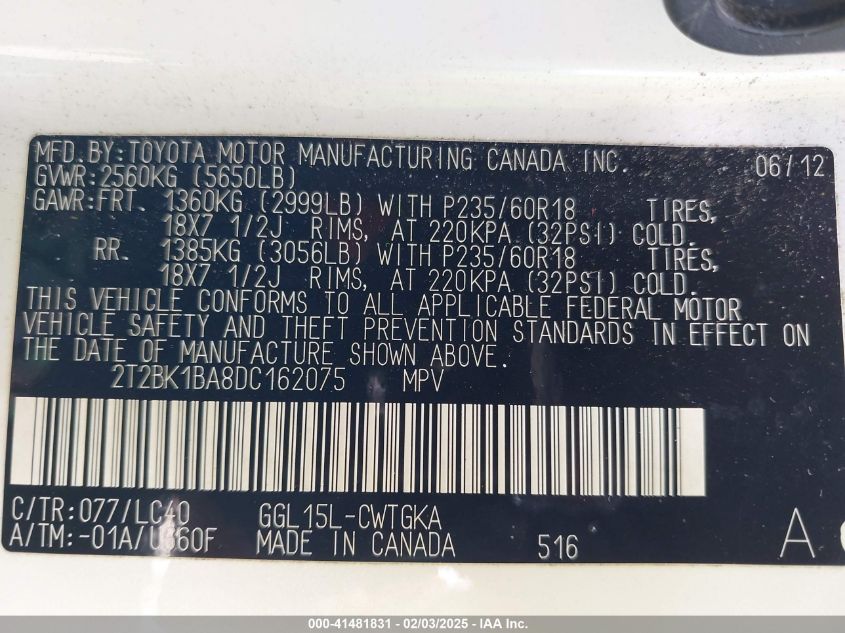 MFD.BY:TOYOTA MOTOR MANUFACTURING CANADA INC. 06/12
GVWR:2560KG (5650LB)
GAWR:FRT. 1360KG (2999LB) WITH P235/60R18 TIRES,
18X7 1/2J RIMS, AT 220KPA (32PSI) COLD.
RR. 1385KG (3056LB) WITH P235/60R18 TIRES,
18X7 1/2J RIMS, AT 220KPA (32PSI) COLD.
THIS VEHICLE CONFORMS TO ALL APPLICABLE FEDERAL MOTOR
VEHICLE SAFETY AND THEFT PREVENTION STANDARDS IN EFFECT ON
THE DATE OF MANUFACTURE SHOWN ABOVE.
2T2BK1BA8DC162075 MPV
C/TR:077/LC40 GGL15L-CWTGKA
A/TM:-01A/U660F MADE IN CANADA 516 A
000-41481831 - 02/03/2025 - IAA Inc.